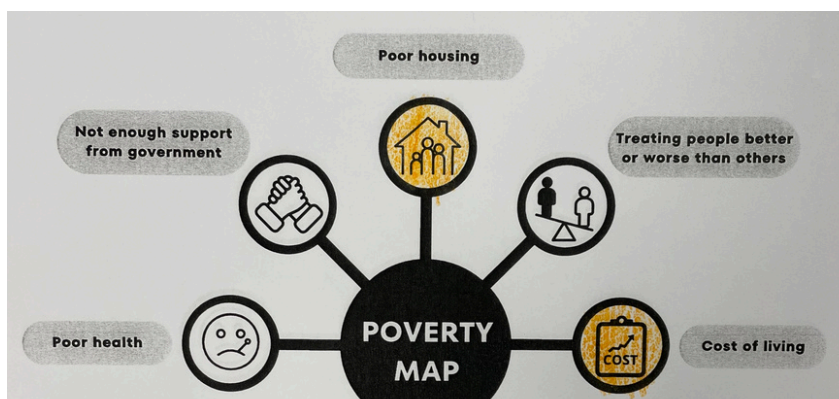 Poor housing
Not enough support
from government
Treating people better
or worse than others
Poor health
POVERTY
MAP
COST
Cost of living